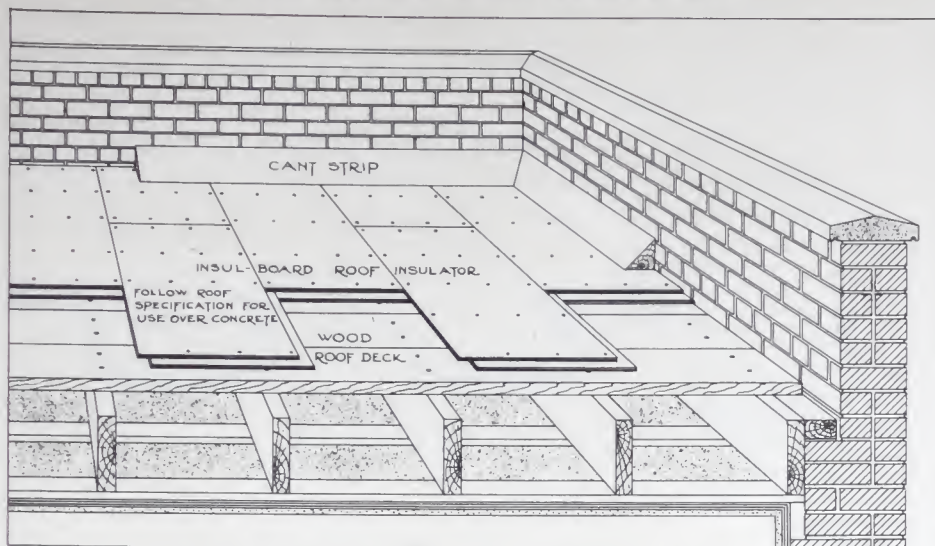 CANT STRIP
INSUL-BOARD ROOF INSULATOR
FOLLOW ROOF
SPECIFICATION FOR
USE OVER CONCRETE
WOOD
ROOF DECK